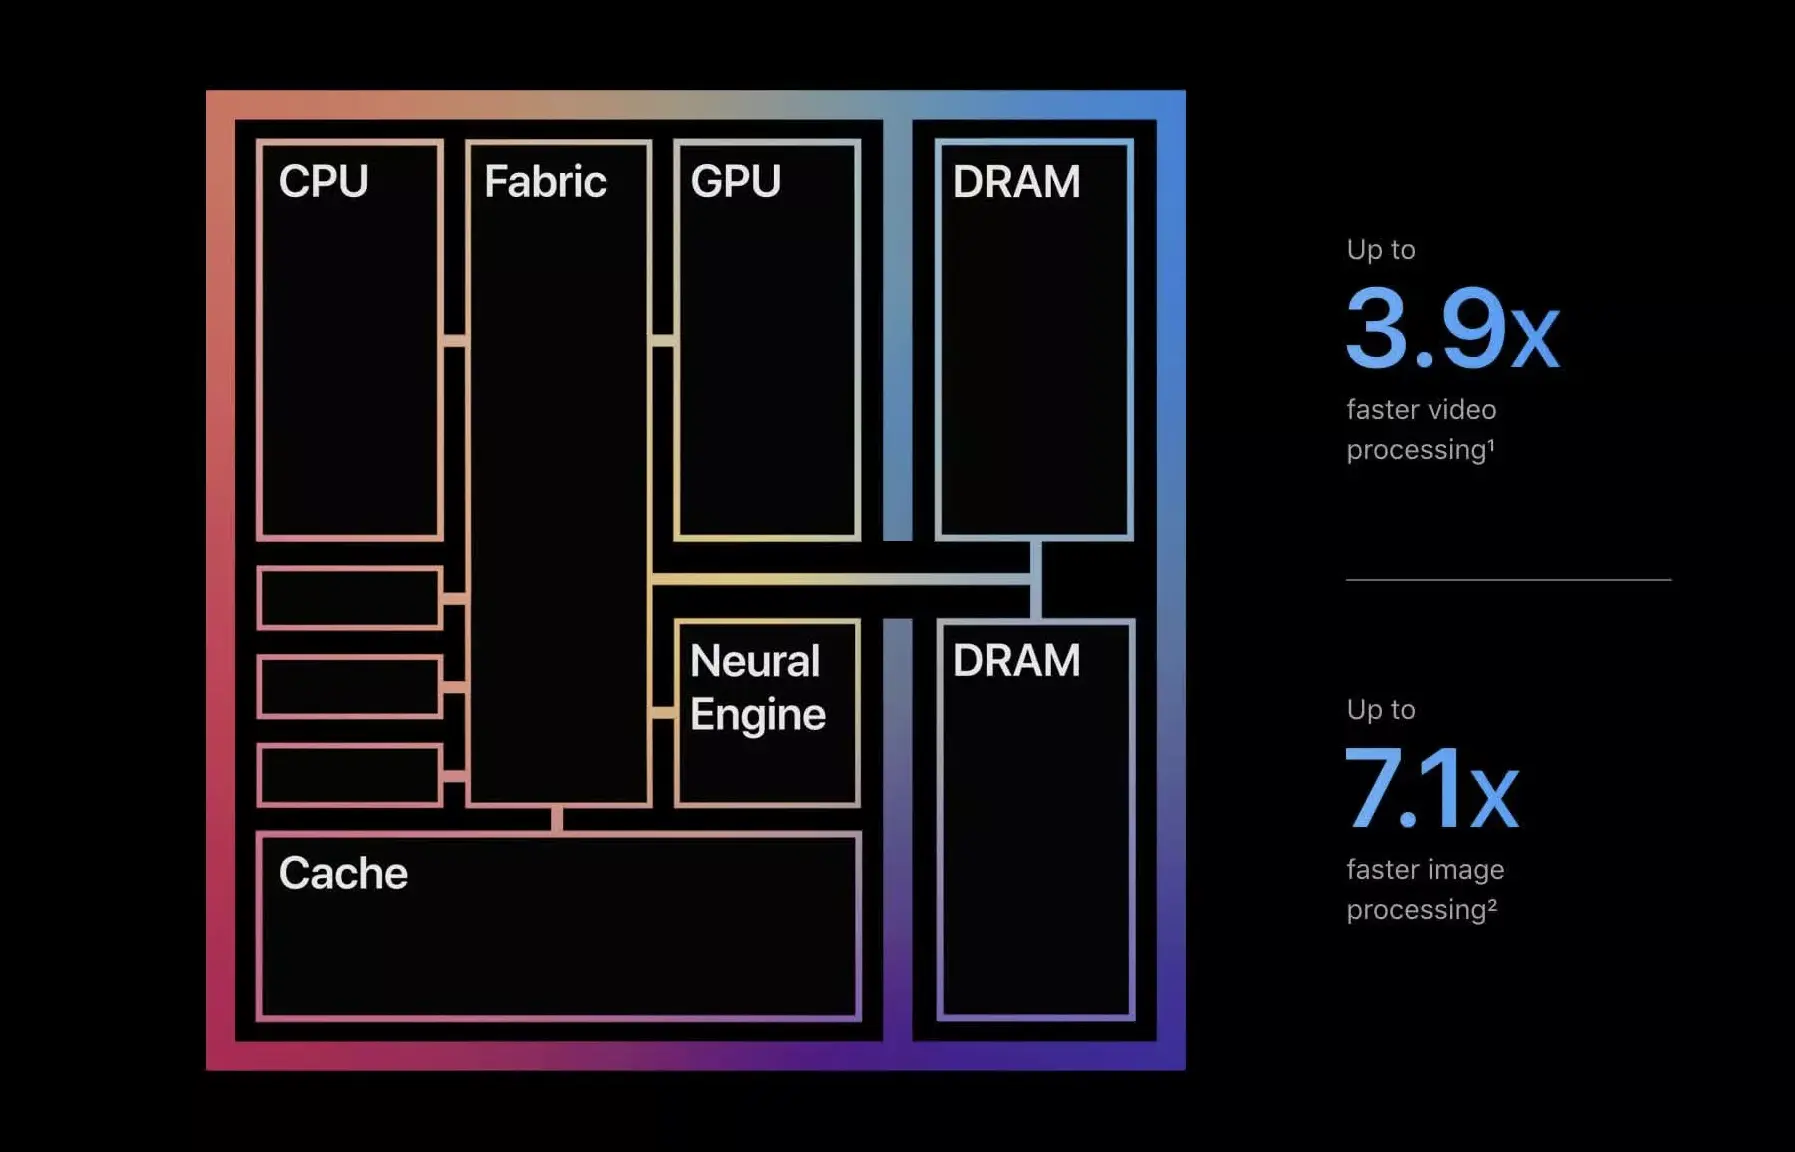 CPU
Fabric
GPU
DRAM
Neural
Engine
DRAM
Cache
Up to
3.9x
faster video
processing¹
Up to
7.1x
faster image
processing²